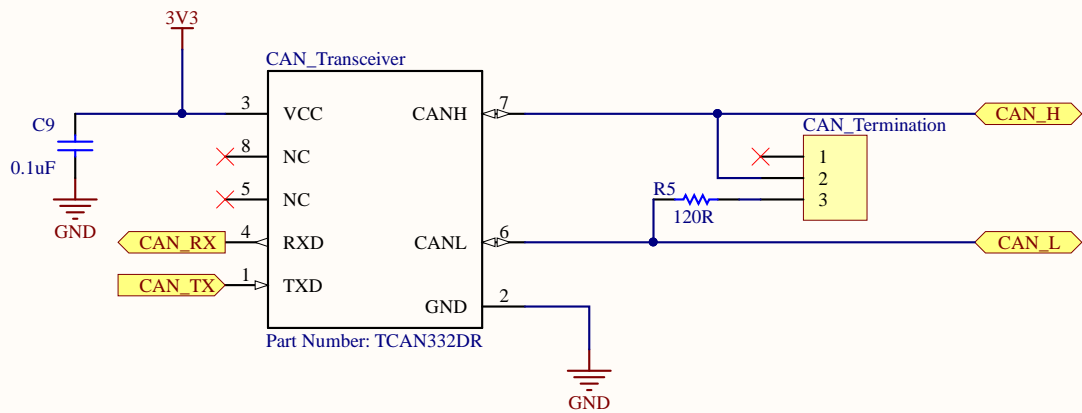 3V3
CAN_Transceiver
C9
0.1uF
GND
3
VCC
8
NC
5
NC
CAN_RX
4
RXD
CAN_TX
1
TXD
CANH
7
CANL
6
GND
2
Part Number: TCAN332DR
GND
CAN_H
CAN_Termination
1
2
3
R5
120R
CAN_L